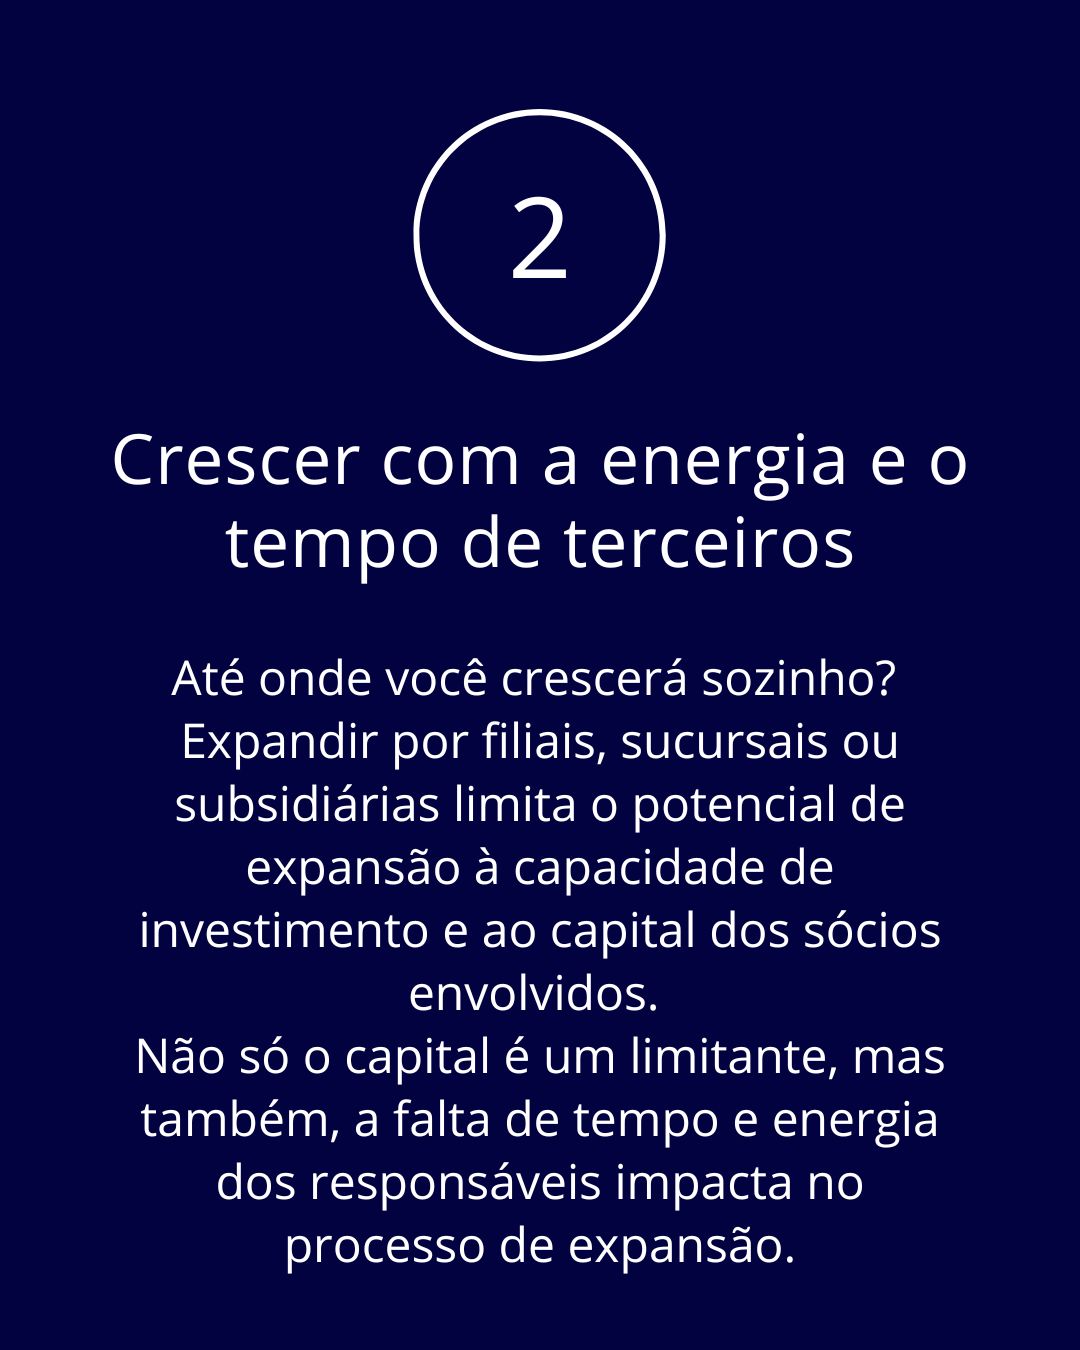 2
Crescer com a energia e o
tempo de terceiros
Até onde você crescerá sozinho?
Expandir por filiais, sucursais ou
subsidiárias limita o potencial de
expansão à capacidade de
investimento e ao capital dos sócios
envolvidos.
Não só o capital é um limitante, mas
também, a falta de tempo e energia
dos responsáveis impacta no
processo de expansão.